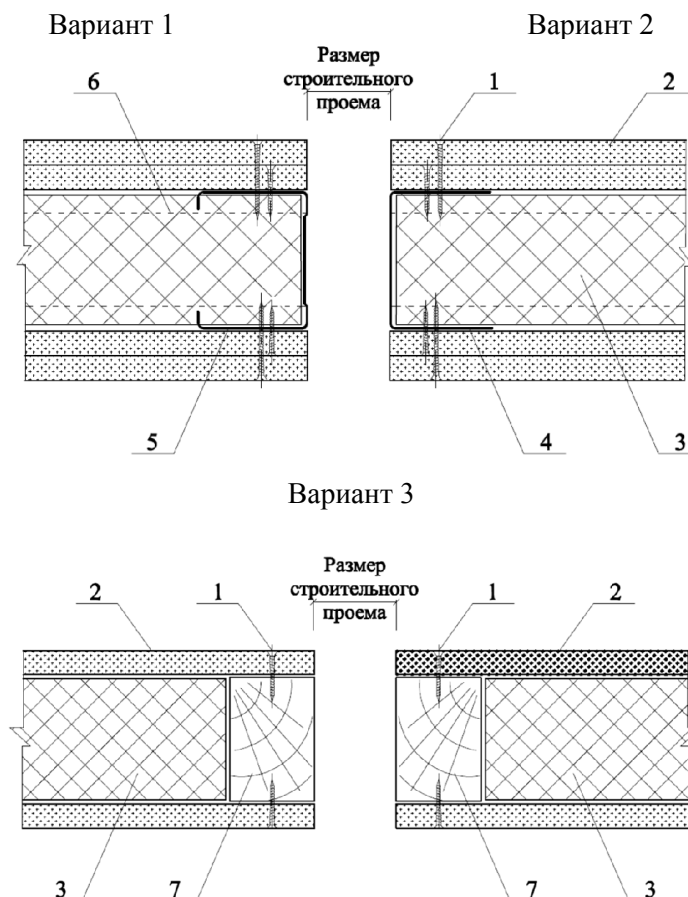 Вариант 1
Вариант 2
Размер
строительного
проема
6
1
2
5
4
3
Вариант 3
Размер
строительного
проема
2
1
1
2
3
7
7
3